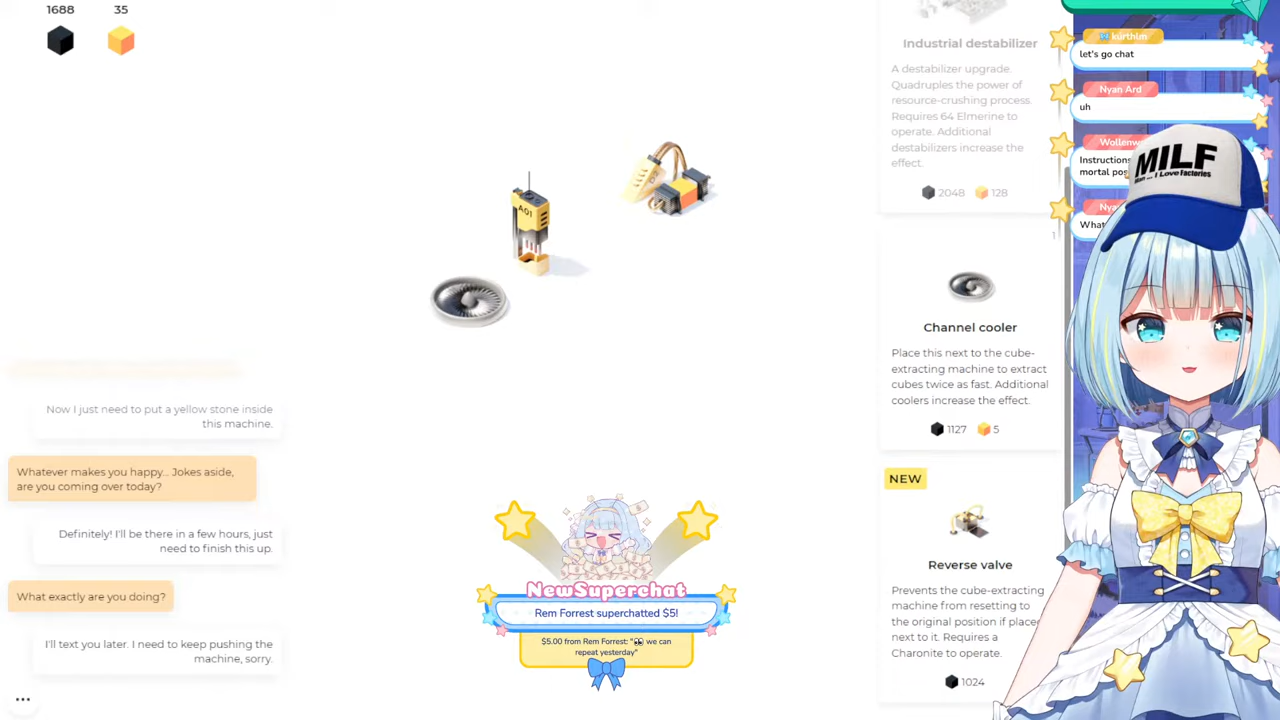 1688
35
Now I just need to put a yellow stone inside
this machine.
Whatever makes you happy... Jokes aside,
are you coming over today?
Definitely! I'll be there in a few hours, just
need to finish this up.
What exactly are you doing?
I'll text you later. I need to keep pushing the
machine, sorry.
...
A01
NewSuperchat
Rem Forrest superchatted $5!
$5.00 from Rem Forrest: "👀 we can
repeat yesterday"
Industrial destabilizer
A destabilizer upgrade.
Quadruples the power of
resource-crushing process.
Requires 64 Elmerine to
operate. Additional
destabilizers increase the
effect.
2048 128
1
Channel cooler
Place this next to the cube-
extracting machine to extract
cubes twice as fast. Additional
coolers increase the effect.
1127 5
NEW
Reverse valve
Prevents the cube-extracting
machine from resetting to
the original position if place
next to it. Requires a
Charonite to operate.
1024
kurthlm
let's go chat
Nyan Ard
uh
Instructions
mortal
MILF
I Love Factories